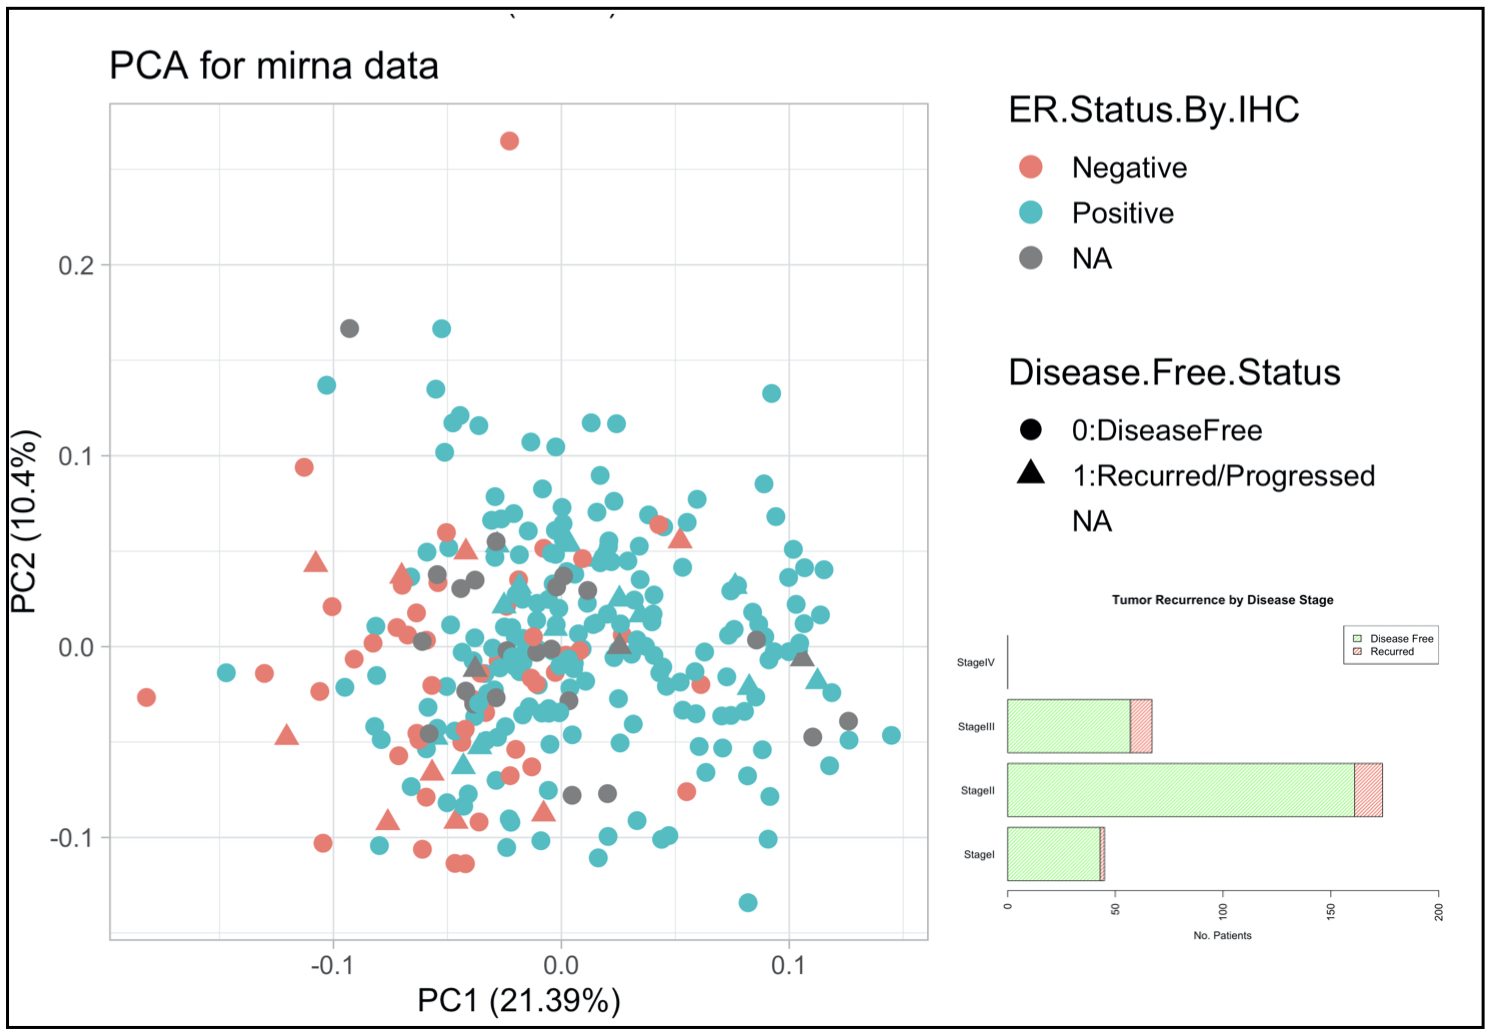 PCA for mirna data
PC2 (10.4%)
0.2
0.1
0.0
-0.1
-0.1
0.0
0.1
PC1 (21.39%)
ER.Status.By.IHC
Negative
Positive
NA
Disease.Free.Status
0:DiseaseFree
1:Recurred/Progressed
NA
Tumor Recurrence by Disease Stage
Disease Free
Recurred
StageIV
StageIII
StageII
StageI
0
50
100
150
200
No. Patients